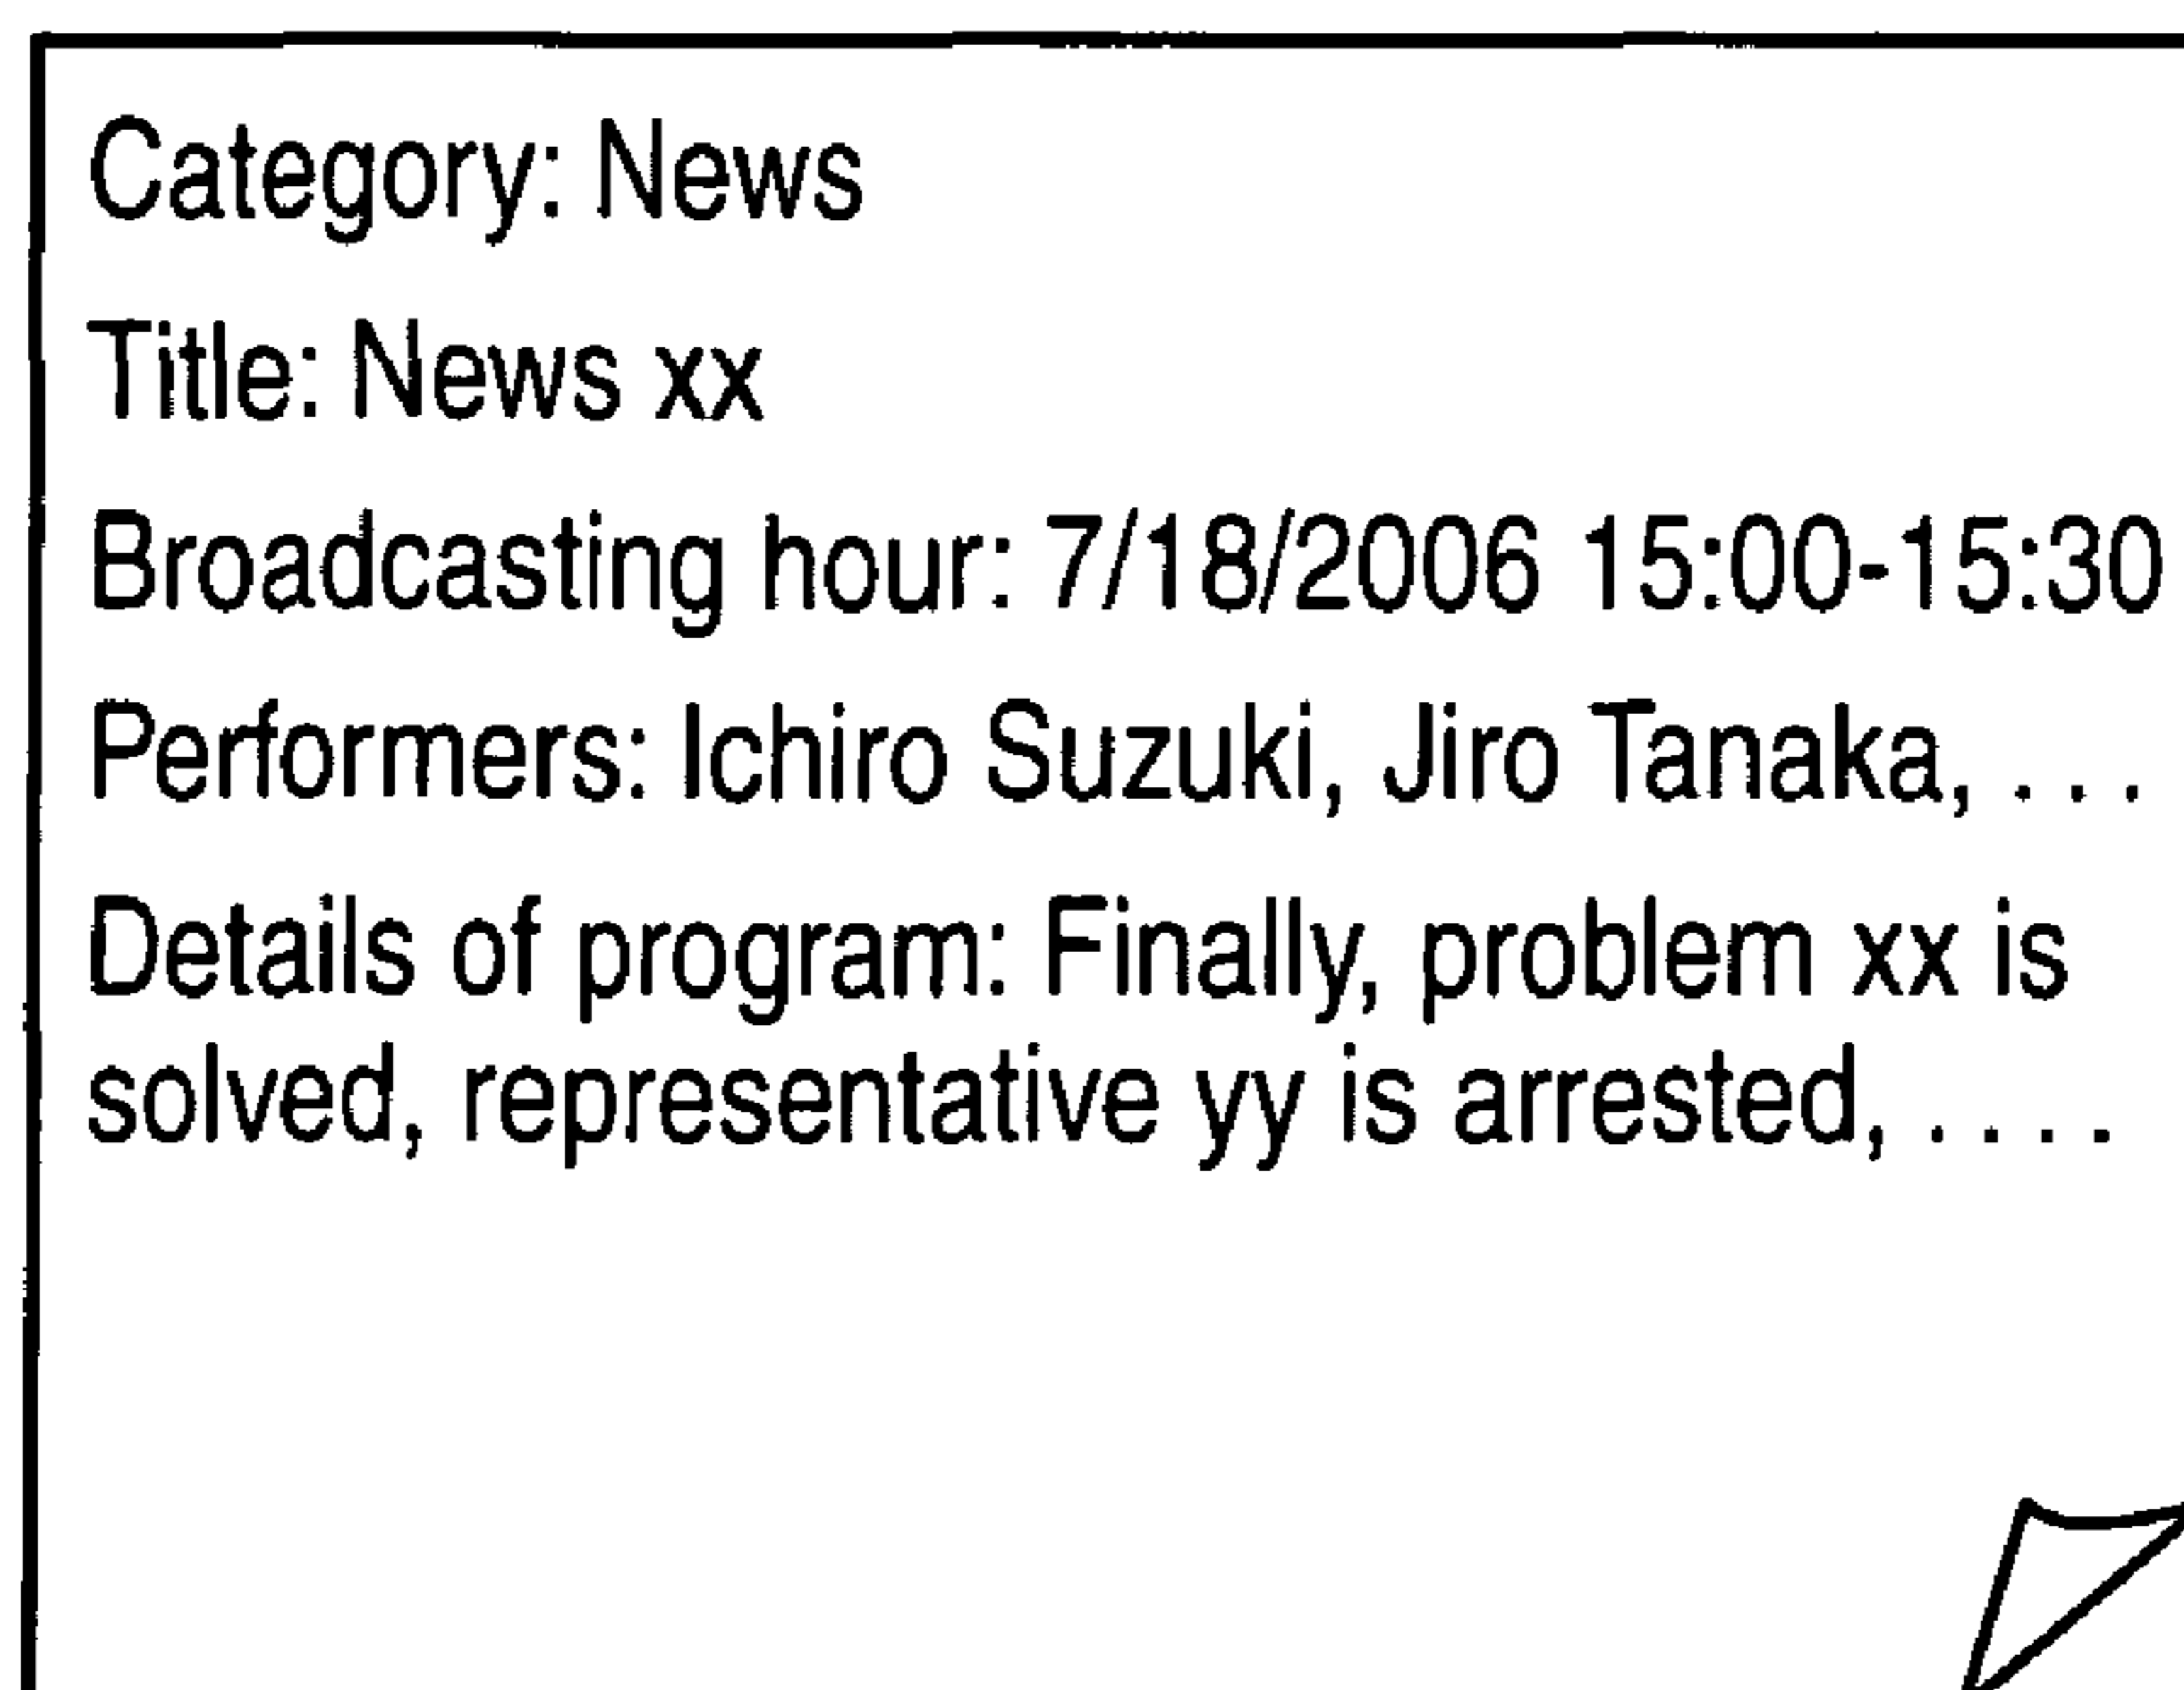 Category: News
Title: News xx
Broadcasting hour: 7/18/2006 15:00-15:30
Performers: Ichiro Suzuki, Jiro Tanaka, . . .
Details of program: Finally, problem xx is
solved, representative yy is arrested, . . . .